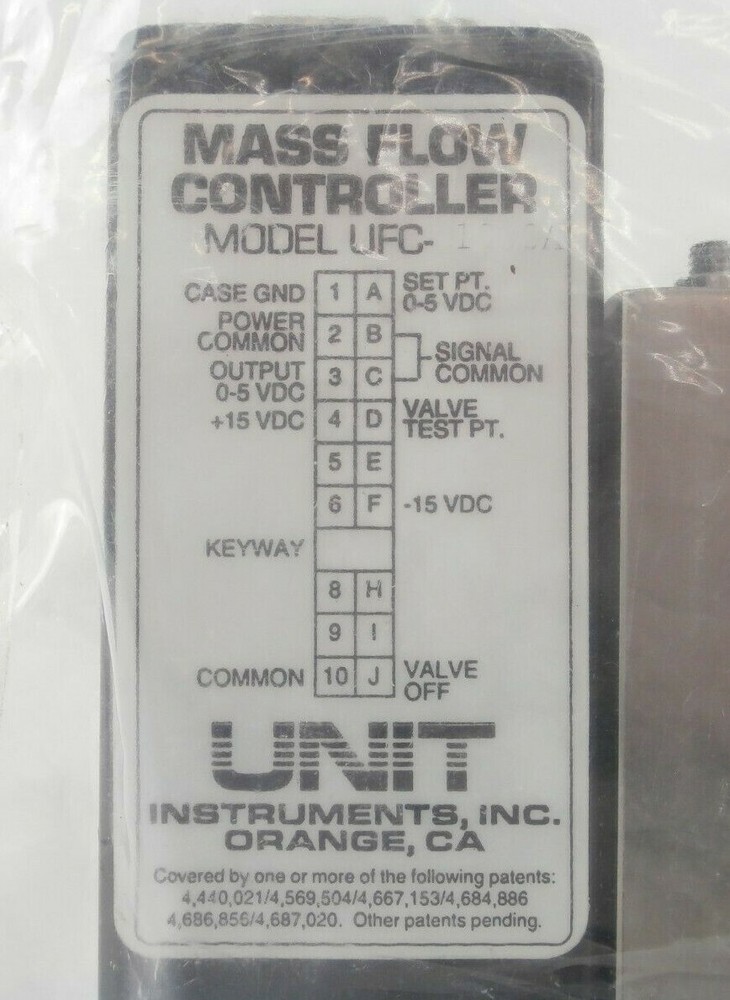 MASS FLOW
CONTROLLER
MODEL UFC-
CASE GND 1 A SET PT.
0-5 VDC
POWER
COMMON 2 B
SIGNAL
COMMON
OUTPUT
0-5 VDC 3 C
+15 VDC 4 D VALVE
TEST PT.
5 E
6 F -15 VDC
KEYWAY
8 H
9 I
COMMON 10 J VALVE
OFF
UNIT
INSTRUMENTS, INC.
ORANGE, CA
Covered by one or more of the following patents:
4,440,021/4,569,504/4,667,153/4,684,886
4,686,856/4,687,020. Other patents pending.